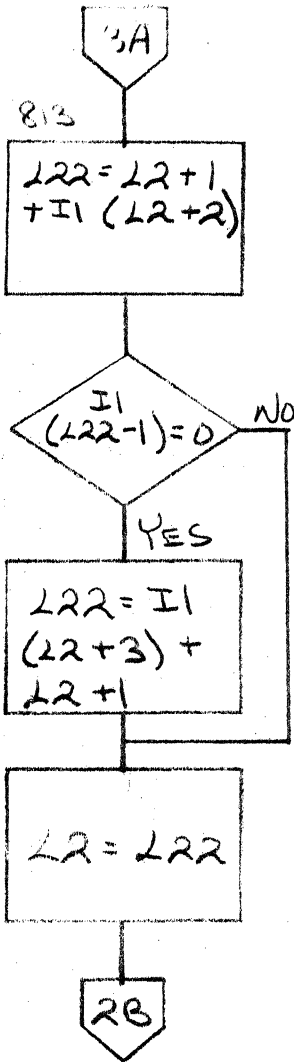 3A
813
L22 = L2 + 1
+ I1 (L2 + 2)
I1
(L22 - 1) = 0
NO
YES
L22 = I1
(L2 + 3) +
L2 + 1
L2 = L22
2B